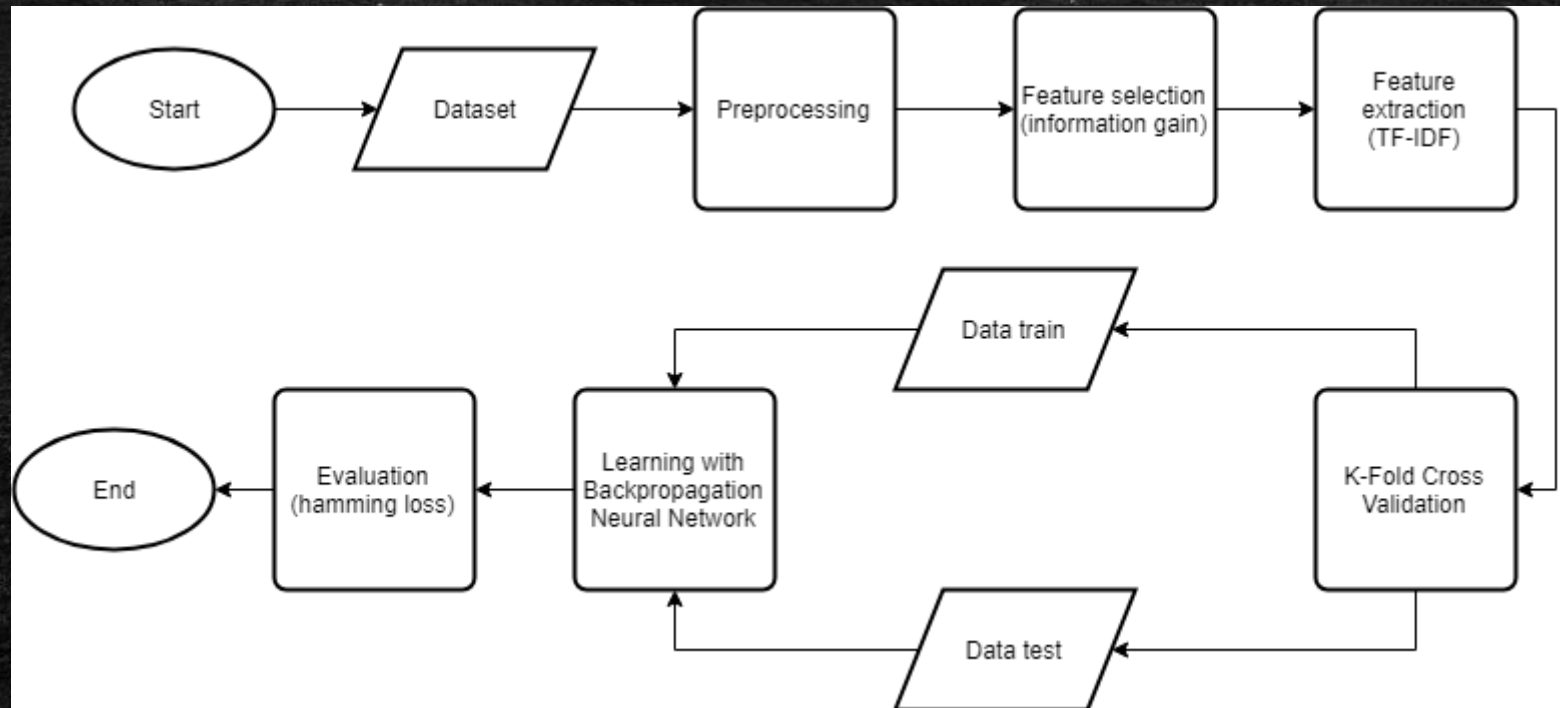 Start
Dataset
Preprocessing
Feature selection
(information gain)
Feature
extraction
(TF-IDF)
Data train
K-Fold Cross
Validation
Learning with
Backpropagation
Neural Network
Evaluation
(hamming loss)
End
Data test